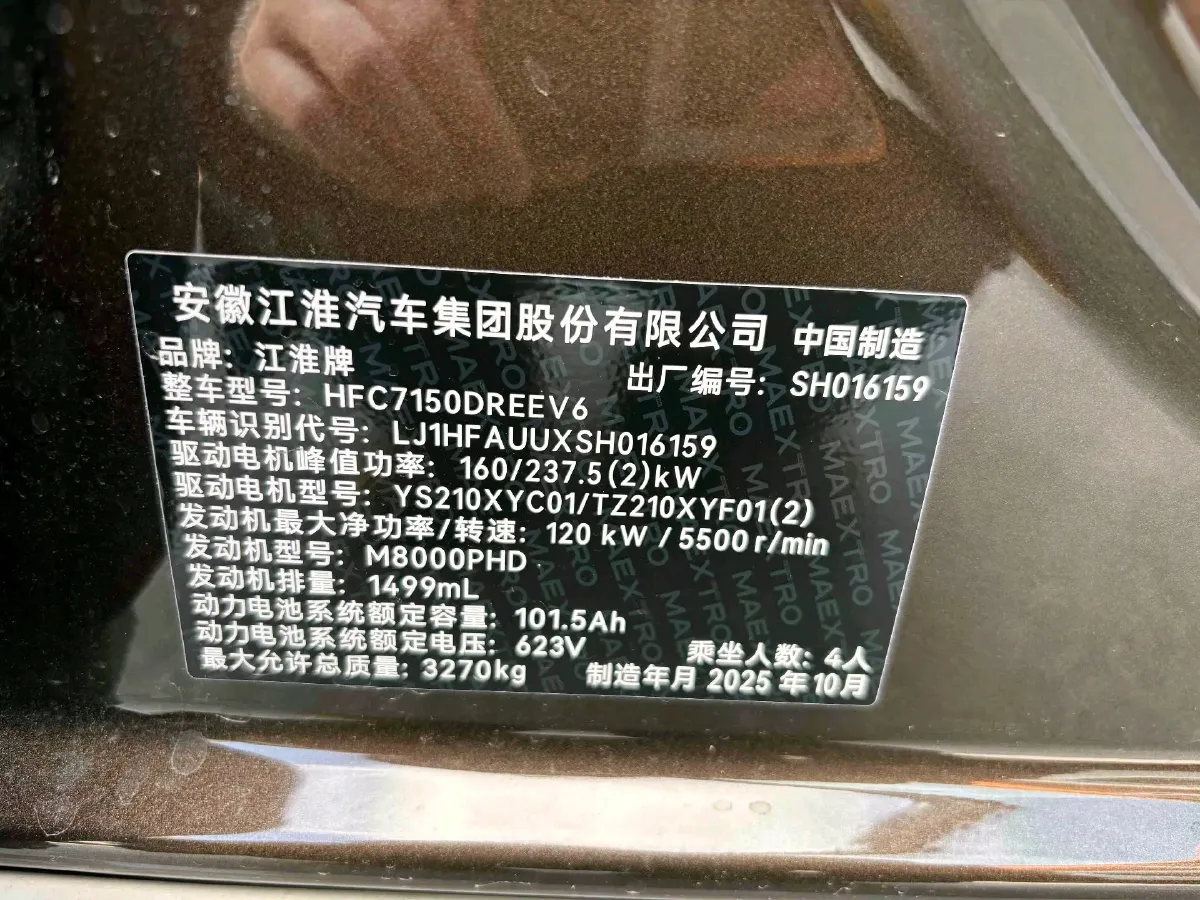 安徽江淮汽车集团股份有限公司 中国制造
品牌：江淮牌
出厂编号：SH016159
整车型号：HFC7150DREEV6
车辆识别代号：LJ1HFAUUXSH016159
驱动电机峰值功率：160/237.5(2)kW
驱动电机型号：YS210XYC01/TZ210XYF01(2)
发动机最大净功率/转速：120 kW / 5500 r/min
发动机型号：M8000PHD
发动机排量：1499mL
动力电池系统额定容量：101.5Ah
动力电池系统额定电压：623V
乘坐人数：4人
最大允许总质量：3270kg
制造年月 2025 年10月
MAEXTRO